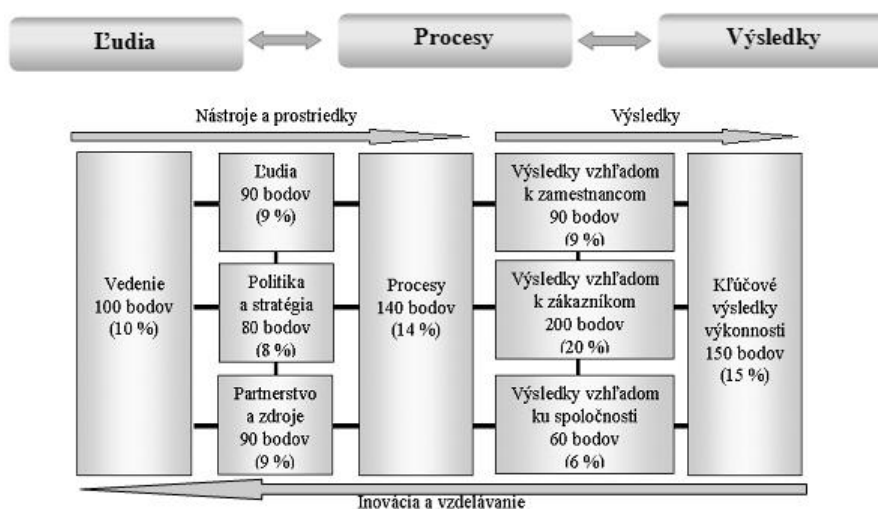 Ľudia
Procesy
Výsledky
Nástroje a prostriedky
Výsledky
Vedenie
100 bodov
(10 %)
Ľudia
90 bodov
(9 %)
Politika
a stratégia
80 bodov
(8 %)
Partnerstvo
a zdroje
90 bodov
(9 %)
Procesy
140 bodov
(14 %)
Výsledky vzhľadom
k zamestnancom
90 bodov
(9 %)
Výsledky vzhľadom
k zákazníkom
200 bodov
(20 %)
Výsledky vzhľadom
ku spoločnosti
60 bodov
(6 %)
Kľúčové
výsledky
výkonnosti
150 bodov
(15 %)
Inovácia a vzdelávanie